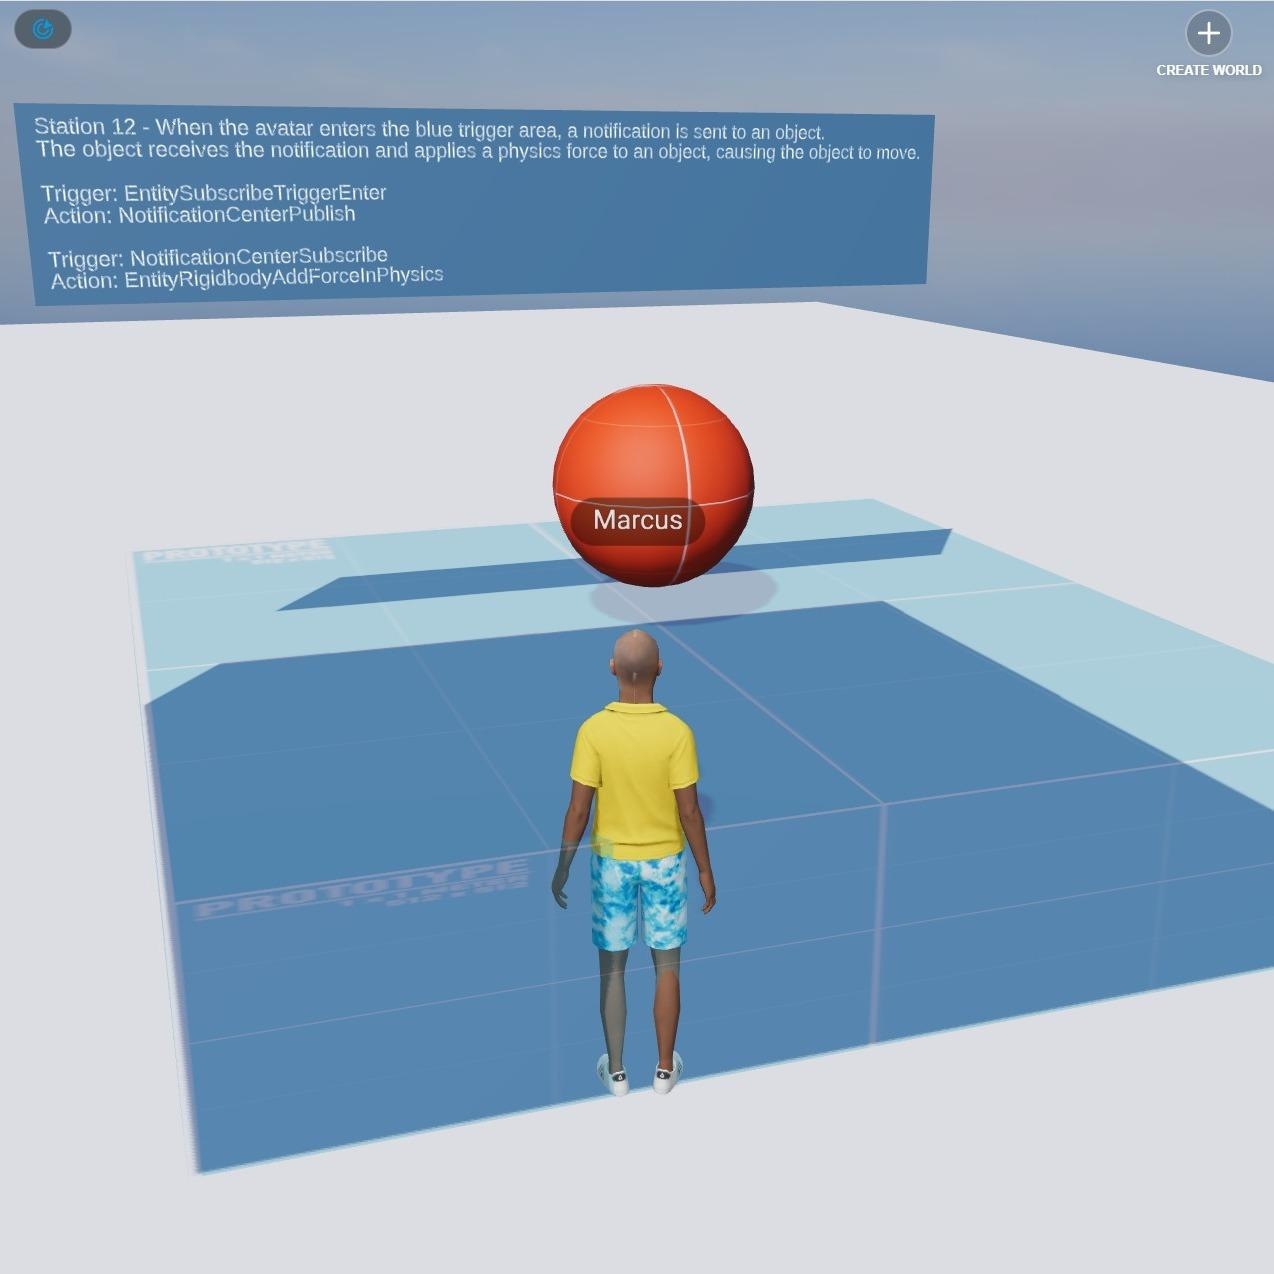 CREATE WORLD
Station 12 - When the avatar enters the blue trigger area, a notification is sent to an object.
The object receives the notification and applies a physics force to an object, causing the object to move.
Trigger: EntitySubscribeTriggerEnter
Action: NotificationCenterPublish
Trigger: NotificationCenterSubscribe
Action: EntityRigidbodyAddForceInPhysics
Marcus
PROTOTYPE
PROTOTYPE